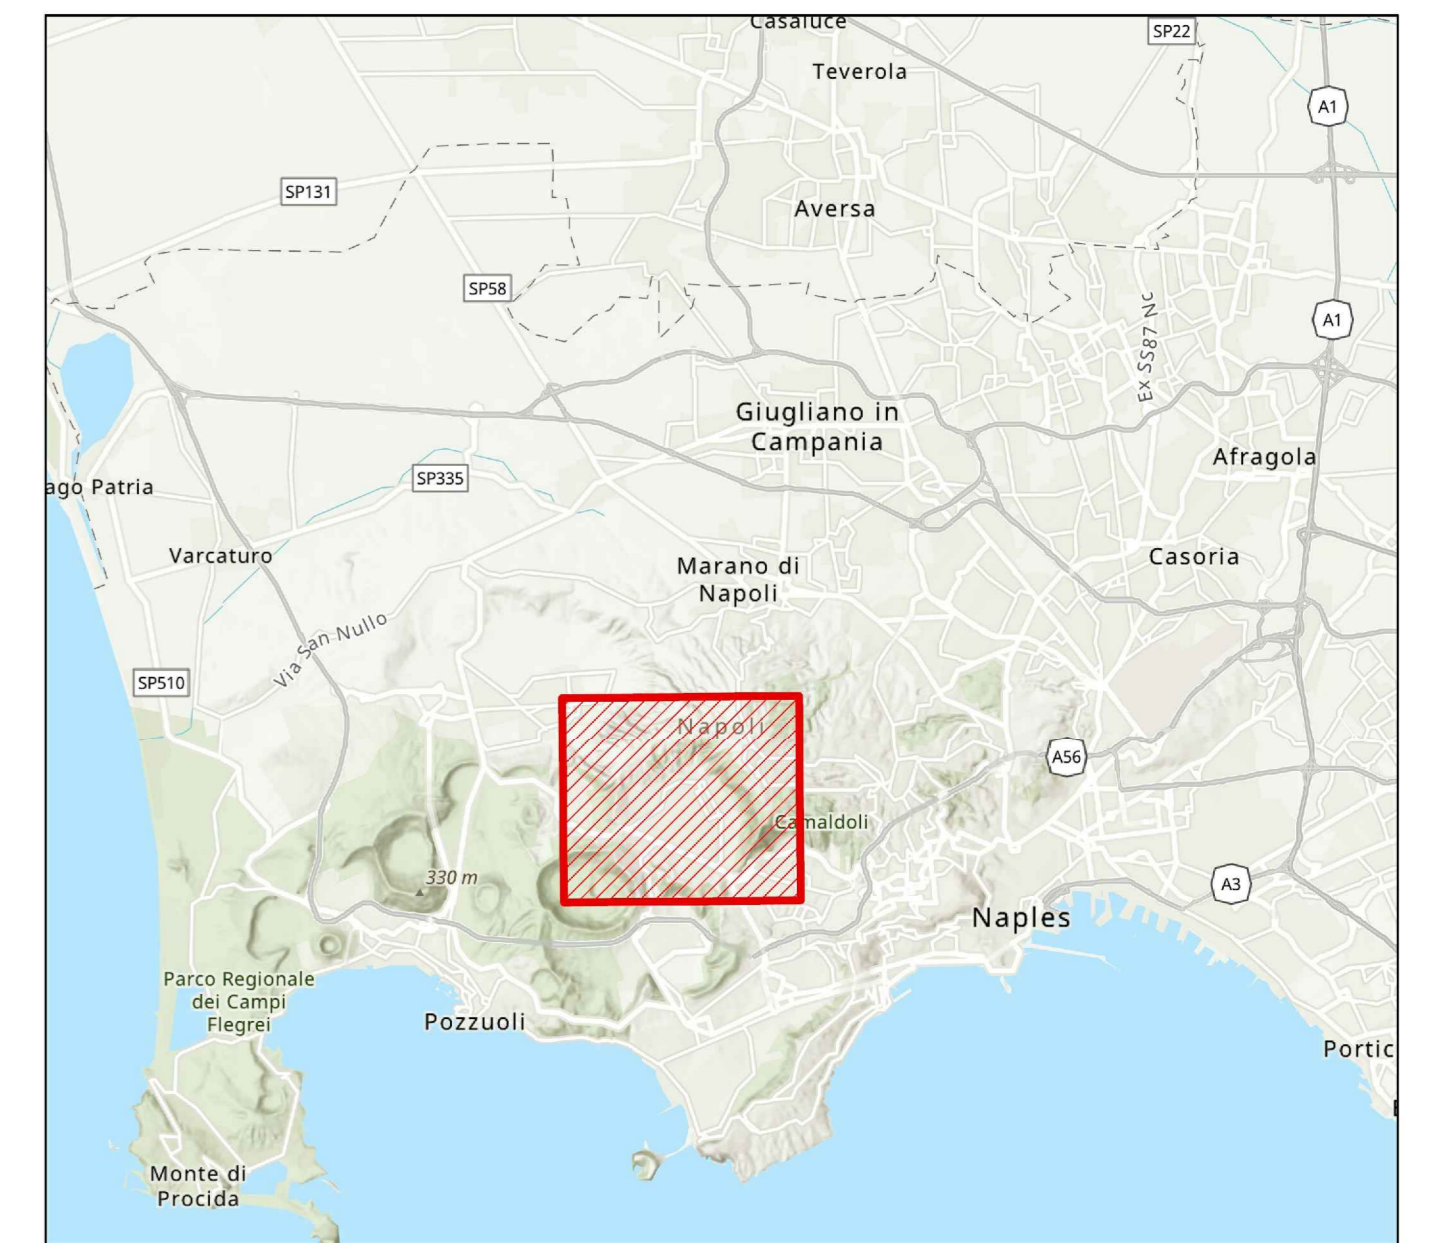 Casaluce
SP22
Teverola
A1
SP131
Aversa
SP58
Ex SS87 NC
A1
Giugliano in
Campania
Afragola
SP335
ago Patria
Varcaturo
Marano di
Napoli
Casoria
Via San Nullo
SP510
Napoli
A56
Camaldoli
330 m
A3
Naples
Parco Regionale
dei Campi
Flegrei
Pozzuoli
Portic
Monte di
Procida